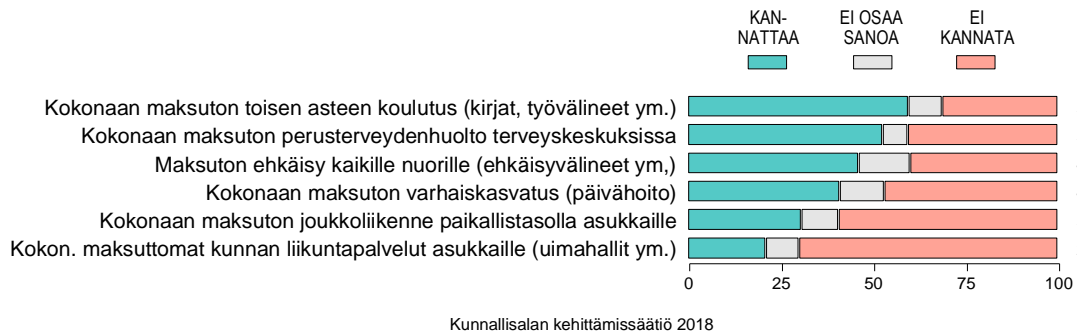 KAN-
NATTAA
EI OSAA
SANOA
EI
KANNATA
Kokonaan maksuton toisen asteen koulutus (kirjat, työvälineet ym.)
Kokonaan maksuton perusterveydenhuolto terveyskeskuksissa
Maksuton ehkäisy kaikille nuorille (ehkäisyvälineet ym,)
Kokonaan maksuton varhaiskasvatus (päivähoito)
Kokonaan maksuton joukkoliikenne paikallistasolla asukkaille
Kokon. maksuttomat kunnan liikuntapalvelut asukkaille (uimahallit ym.)
0 25 50 75 100
Kunnallisalan kehittämissäätiö 2018